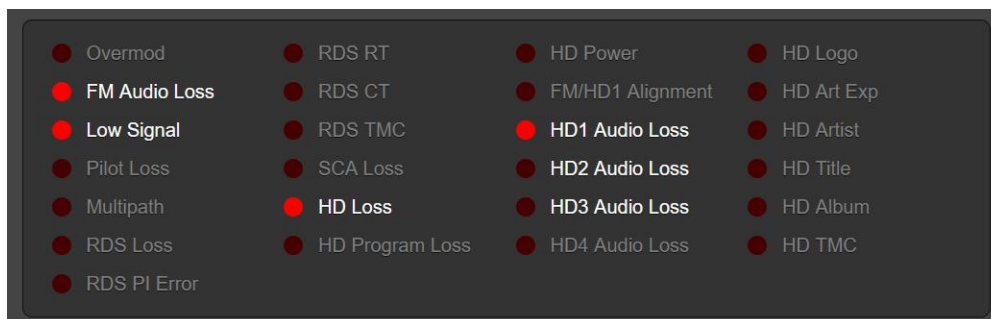 Overmod
FM Audio Loss
Low Signal
Pilot Loss
Multipath
RDS Loss
RDS PI Error
RDS RT
RDS CT
RDS TMC
SCA Loss
HD Loss
HD Program Loss
HD Power
FM/HD1 Alignment
HD1 Audio Loss
HD2 Audio Loss
HD3 Audio Loss
HD4 Audio Loss
HD Logo
HD Art Exp
HD Artist
HD Title
HD Album
HD TMC